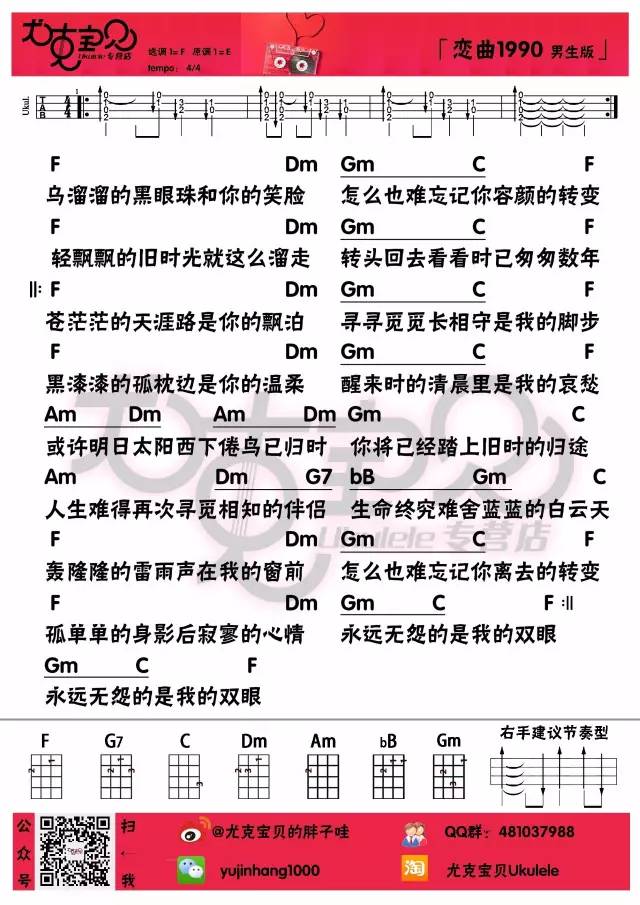 尤克宝贝
Ukulele 专营店
选调 1=F 原调 1=E
tempo: 4/4
「恋曲1990 男生版」
F Dm Gm C F
乌溜溜的黑眼珠和你的笑脸 怎么也难忘记你容颜的转变
F Dm Gm C F
轻飘飘的旧时光就这么溜走 转头回去看看时已匆匆数年
F Dm Gm C F
苍茫茫的天涯路是你的飘泊 寻寻觅觅长相守是我的脚步
F Dm Gm C F
黑漆漆的孤枕边是你的温柔 醒来时的清晨里是我的哀愁
Am Dm Am Dm Gm C
或许明日太阳西下倦鸟已归时 你将已经踏上旧时的归途
Am Dm G7 bB Gm C
人生难得再次寻觅相知的伴侣 生命终究难舍蓝蓝的白云天
F Dm Gm C F
轰隆隆的雷雨声在我的窗前 怎么也难忘记你离去的转变
F Dm Gm C F
孤单单的身影后寂寥的心情 永远无怨的是我的双眼
Gm C F
永远无怨的是我的双眼
尤克宝贝
Ukulele 专营店
F G7 C Dm Am bB Gm 右手建议节奏型
公众号
扫一我
@尤克宝贝的胖子哇
QQ群：481037988
yujinhang1000
淘 尤克宝贝Ukulele